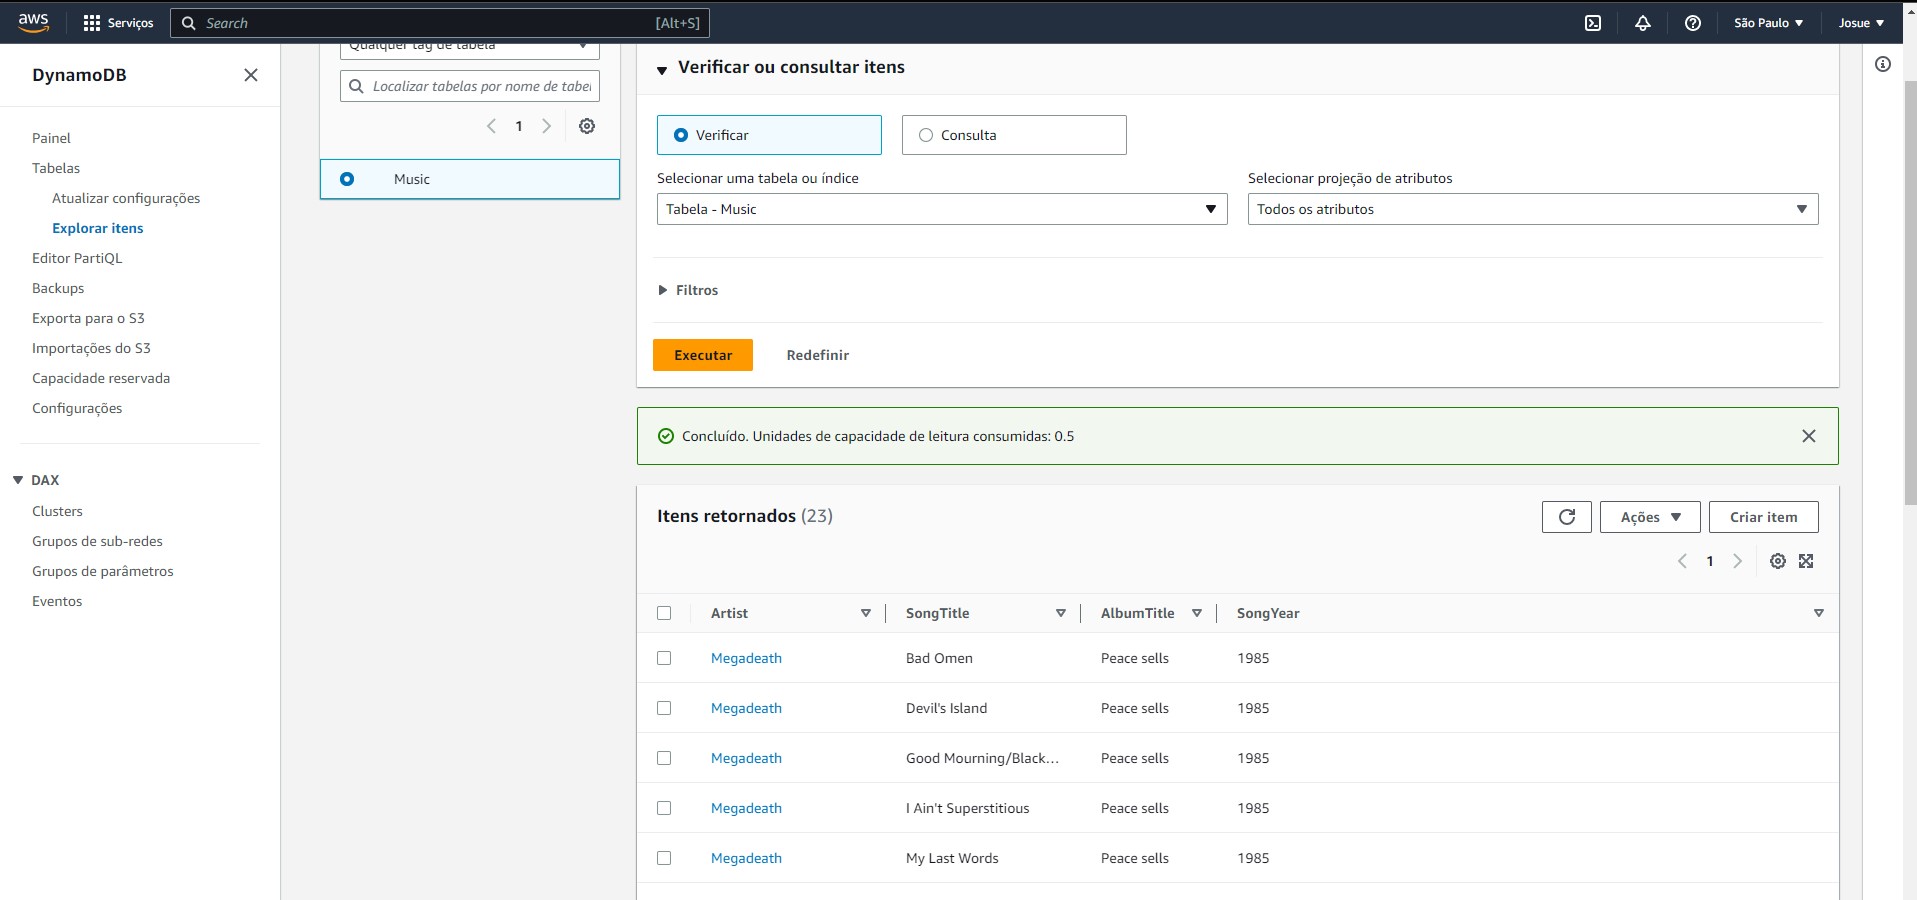 aws Serviços Search [Alt+S] São Paulo Josue
DynamoDB
Painel
Tabelas
Atualizar configurações
Explorar itens
Editor PartiQL
Backups
Exporta para o S3
Importações do S3
Capacidade reservada
Configurações
DAX
Clusters
Grupos de sub-redes
Grupos de parâmetros
Eventos
Qualquer tag de tabela
Localizar tabelas por nome de tabel
1
Music
Verificar ou consultar itens
Verificar Consulta
Selecionar uma tabela ou índice Selecionar projeção de atributos
Tabela - Music Todos os atributos
Filtros
Executar Redefinir
Concluído. Unidades de capacidade de leitura consumidas: 0.5
Itens retornados (23) Ações Criar item
1
Artist SongTitle AlbumTitle SongYear
Megadeath Bad Omen Peace sells 1985
Megadeath Devil's Island Peace sells 1985
Megadeath Good Mourning/Black... Peace sells 1985
Megadeath I Ain't Superstitious Peace sells 1985
Megadeath My Last Words Peace sells 1985